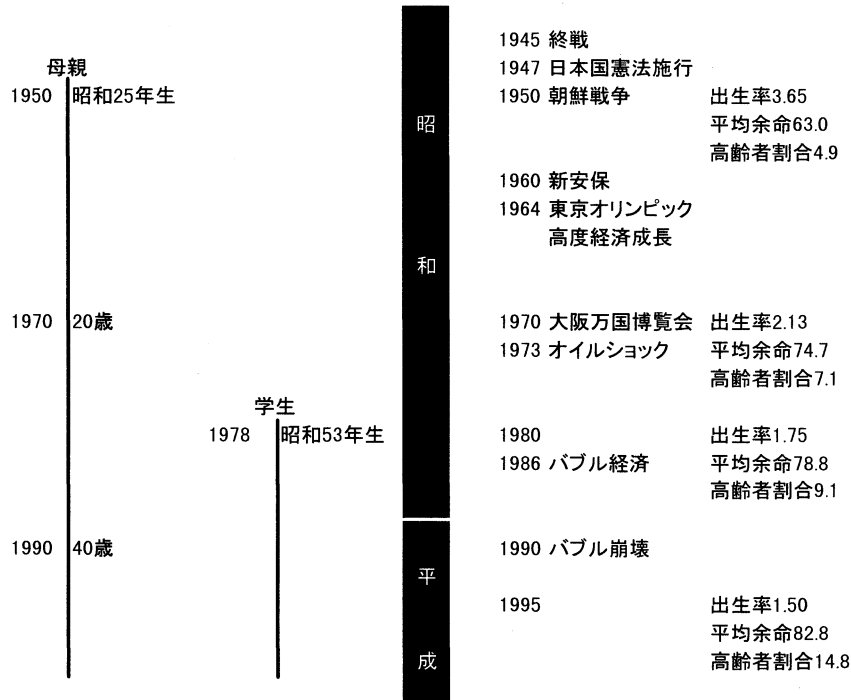 母親
1950 昭和25年生
1970 20歳
1990 40歳
学生
1978 昭和53年生
昭
和
平
成
1945 終戦
1947 日本国憲法施行
1950 朝鮮戦争 出生率3.65
平均余命63.0
高齢者割合4.9
1960 新安保
1964 東京オリンピック
高度経済成長
1970 大阪万国博覧会 出生率2.13
1973 オイルショック 平均余命74.7
高齢者割合7.1
1980 出生率1.75
1986 バブル経済 平均余命78.8
高齢者割合9.1
1990 バブル崩壊
1995 出生率1.50
平均余命82.8
高齢者割合14.8